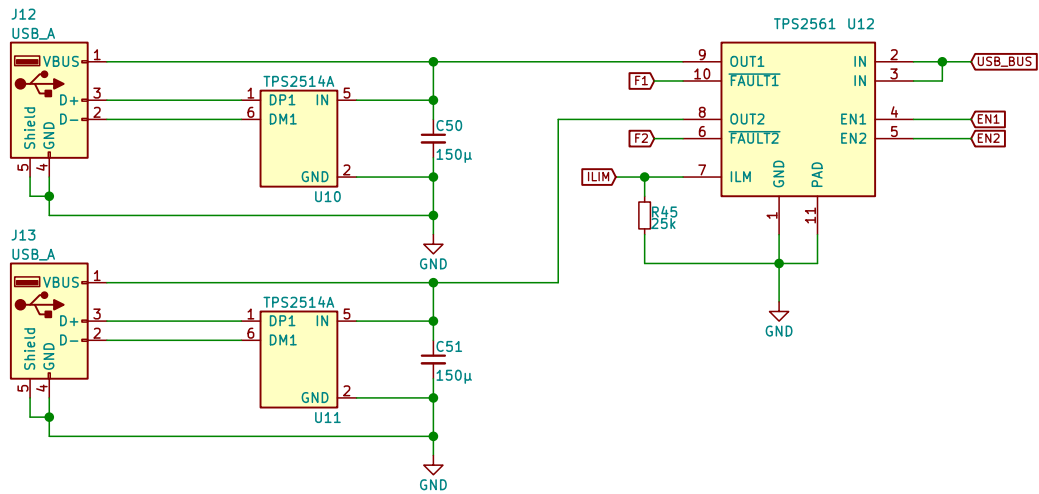 J12
USB_A
VBUS 1
D+ 3
D- 2
Shield
GND
5
4
TPS2514A
1 DP1 IN 5
6 DM1
GND 2
U10
C50
150µ
GND
J13
USB_A
VBUS 1
D+ 3
D- 2
Shield
GND
5
4
TPS2514A
1 DP1 IN 5
6 DM1
GND 2
U11
C51
150µ
GND
TPS2561 U12
9 OUT1 IN 2 USB_BUS
F1 10 FAULT1 IN 3
8 OUT2 EN1 4 EN1
F2 6 FAULT2 EN2 5 EN2
ILIM 7 ILM
GND
PAD
1
11
R45
25k
GND